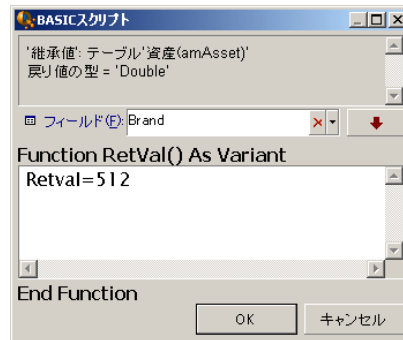 BASICスクリプト
'継承値': テーブル'資産(amAsset)'
戻り値の型 = 'Double'
フィールド(F): Brand
Function RetVal() As Variant
Retval=512
End Function
OK キャンセル